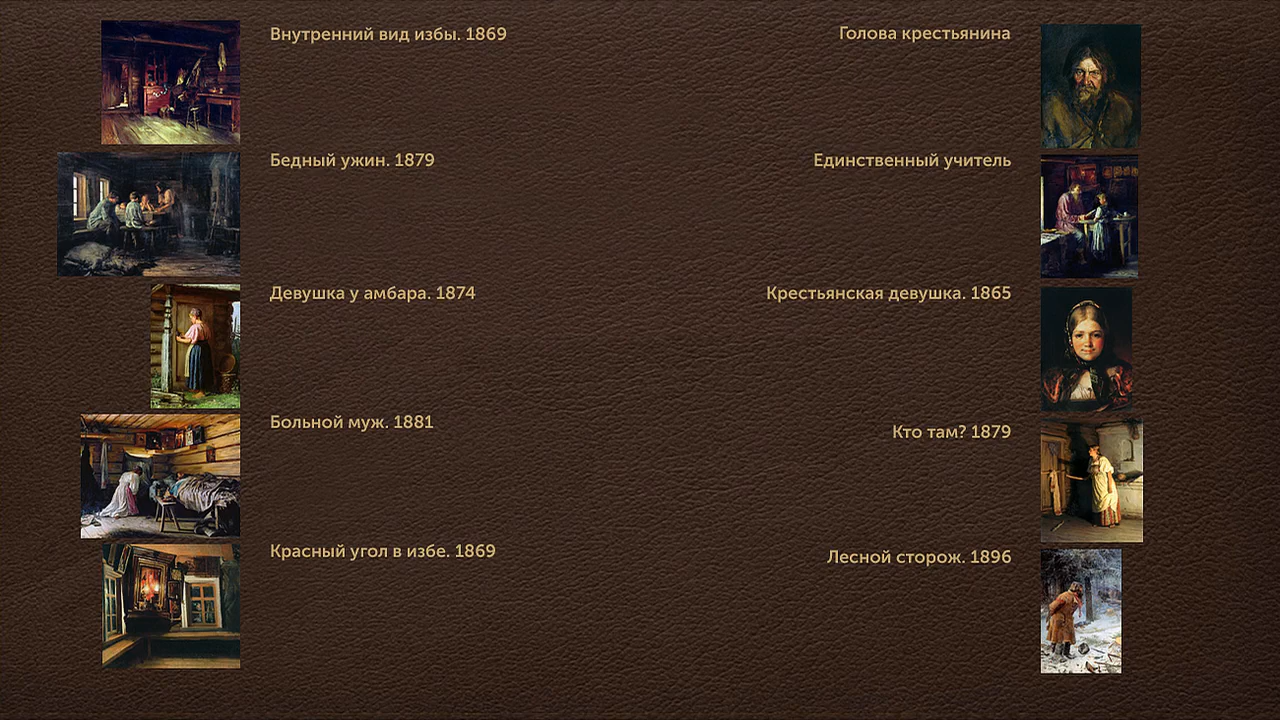 Внутренний вид избы. 1869
Бедный ужин. 1879
Девушка у амбара. 1874
Больной муж. 1881
Красный угол в избе. 1869
Голова крестьянина
Единственный учитель
Крестьянская девушка. 1865
Кто там? 1879
Лесной сторож. 1896